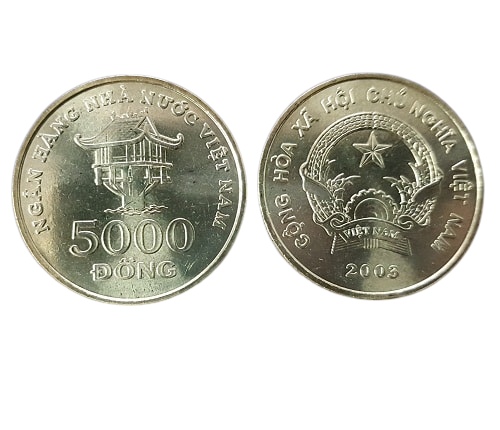 NGÂN HÀNG NHÀ NƯỚC VIỆT NAM
5000
ĐỒNG
CỘNG HÒA XÃ HỘI CHỦ NGHĨA VIỆT NAM
VIỆT NAM
2003